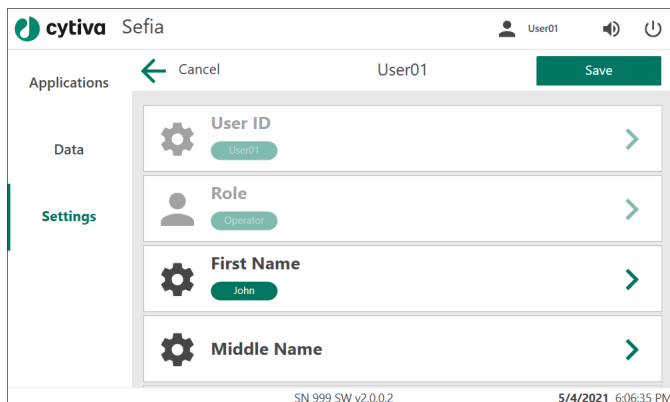 cytiva Sefia User01
Applications
Cancel User01 Save
User ID
User01
Data
Role
Operator
Settings
First Name
John
Middle Name
SN 999 SW v2.0.0.2 5/4/2021 6:06:35 PM